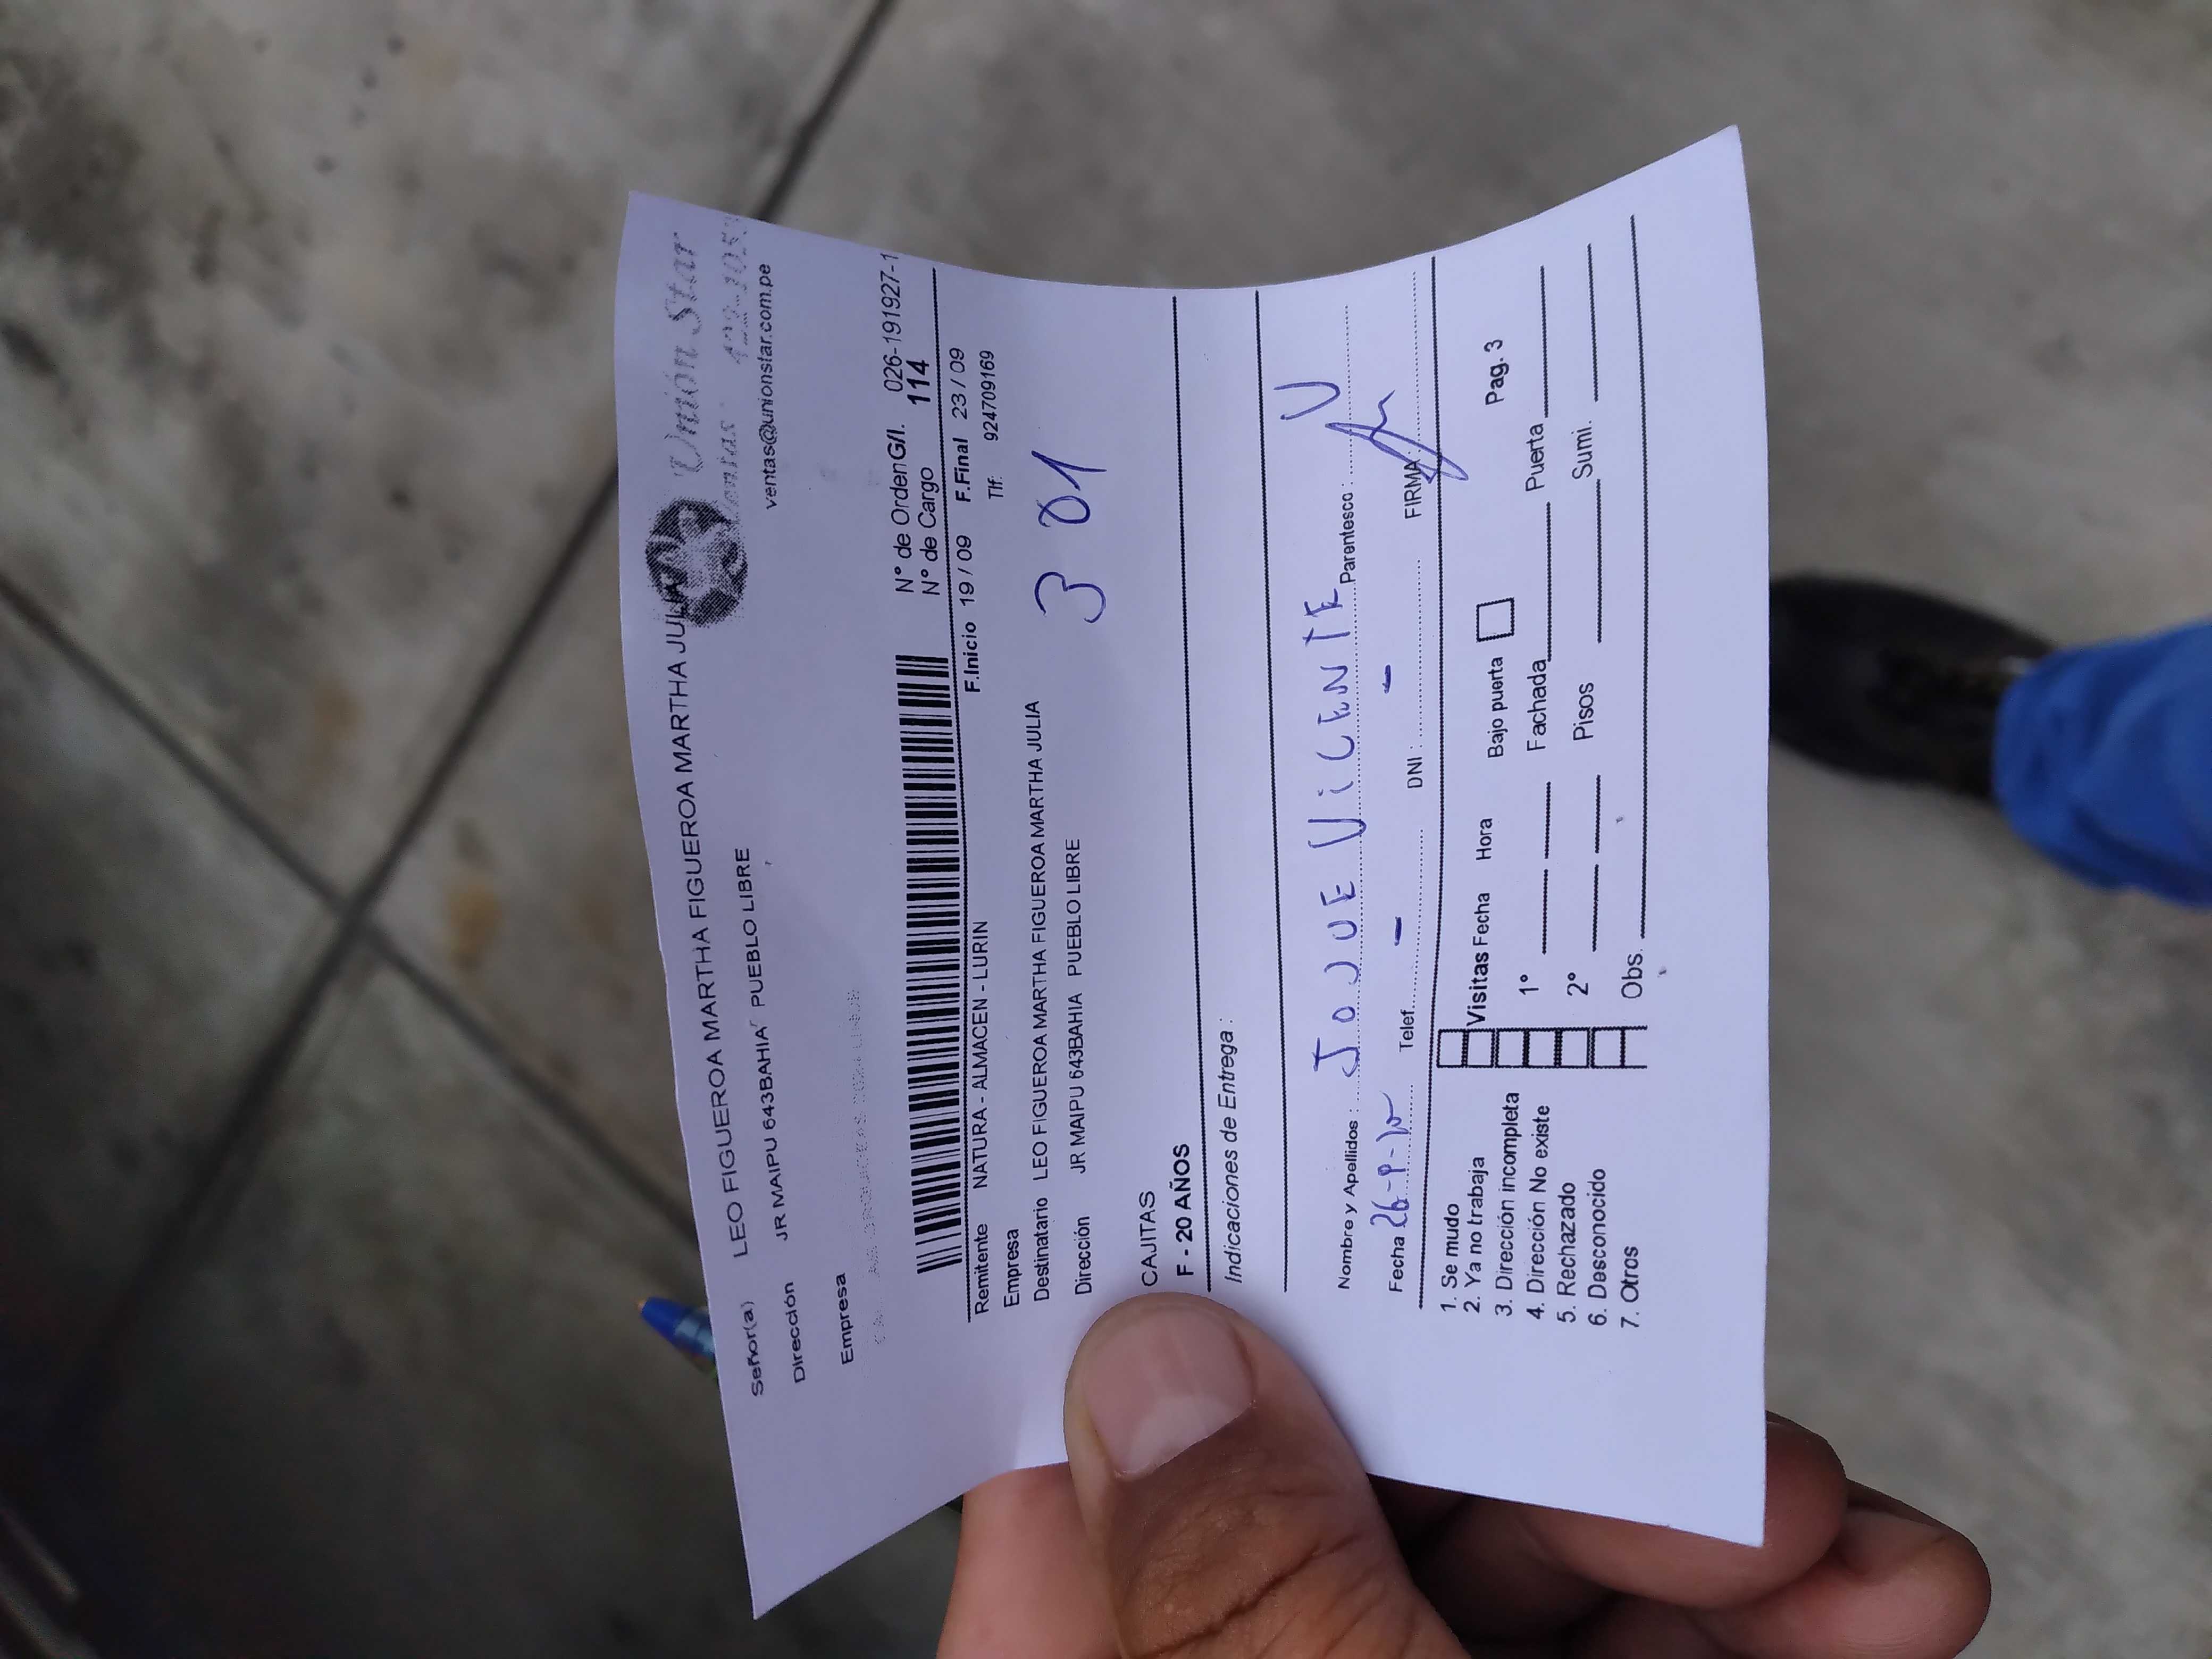 Unión Star
ventas@unionstar.com.pe
Señor(a) LEO FIGUEROA MARTHA FIGUEROA MARTHA JULIA
Dirección JR MAIPU 643BAHIA PUEBLO LIBRE
Empresa
N° de Orden G/I. 026-191927-1
N° de Cargo 114
Remitente NATURA - ALMACEN - LURIN F.Inicio 19 / 09 F.Final 23 / 09
Empresa Tlf: 924709169
Destinatario LEO FIGUEROA MARTHA FIGUEROA MARTHA JULIA
Dirección JR MAIPU 643BAHIA PUEBLO LIBRE
3 01
CAJITAS
F - 20 AÑOS
Indicaciones de Entrega :
Nombre y Apellidos : JOJUE ViCENTE Parentesco : U
Fecha Telef. - DNI : - FIRMA:
1. Se mudo Visitas Fecha Hora Bajo puerta Pag. 3
2. Ya no trabaja
3. Dirección incompleta 1° Fachada Puerta
4. Dirección No existe
5. Rechazado 2° Pisos Sumi.
6. Desconocido
7. Otros Obs.